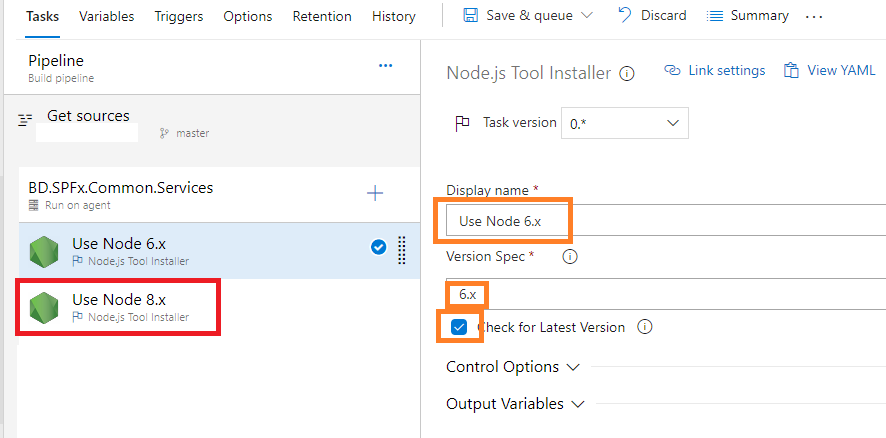 Tasks Variables Triggers Options Retention History Save & queue Discard Summary ...
Pipeline
Build pipeline
Get sources
master
BD.SPFx.Common.Services
Run on agent
Use Node 6.x
Node.js Tool Installer
Use Node 8.x
Node.js Tool Installer
Node.js Tool Installer Link settings View YAML
Task version 0.*
Display name *
Use Node 6.x
Version Spec *
6.x
Check for Latest Version
Control Options
Output Variables